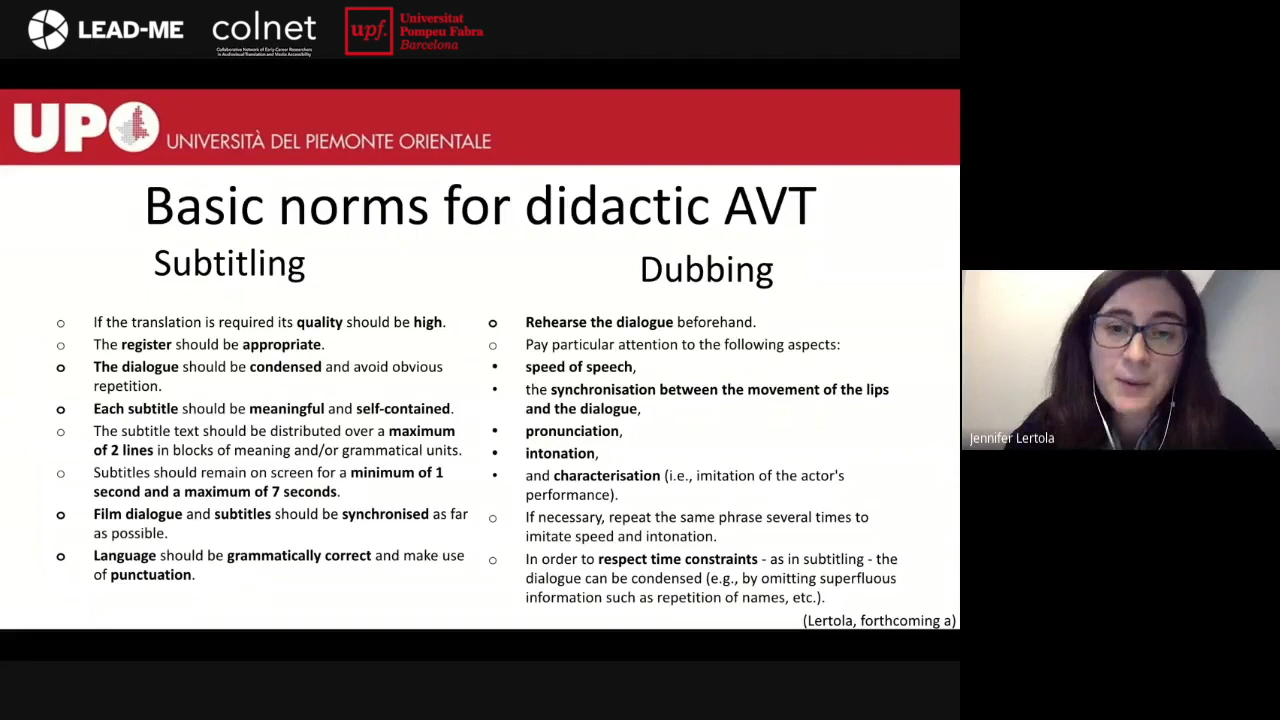 LEAD-ME
colnet
Collaborative Network of Early-Career Researchers
in Audiovisual Translation and Media Accessibility
upf.
Universitat
Pompeu Fabra
Barcelona
UPO
UNIVERSITÀ DEL PIEMONTE ORIENTALE
Basic norms for didactic AVT
Subtitling
If the translation is required its quality should be high.
The register should be appropriate.
The dialogue should be condensed and avoid obvious
repetition.
Each subtitle should be meaningful and self-contained.
The subtitle text should be distributed over a maximum
of 2 lines in blocks of meaning and/or grammatical units.
Subtitles should remain on screen for a minimum of 1
second and a maximum of 7 seconds.
Film dialogue and subtitles should be synchronised as far
as possible.
Language should be grammatically correct and make use
of punctuation.
Dubbing
Rehearse the dialogue beforehand.
Pay particular attention to the following aspects:
speed of speech,
the synchronisation between the movement of the lips
and the dialogue,
pronunciation,
intonation,
and characterisation (i.e., imitation of the actor's
performance).
If necessary, repeat the same phrase several times to
imitate speed and intonation.
In order to respect time constraints - as in subtitling - the
dialogue can be condensed (e.g., by omitting superfluous
information such as repetition of names, etc.).
(Lertola, forthcoming a)
Jennifer Lertola